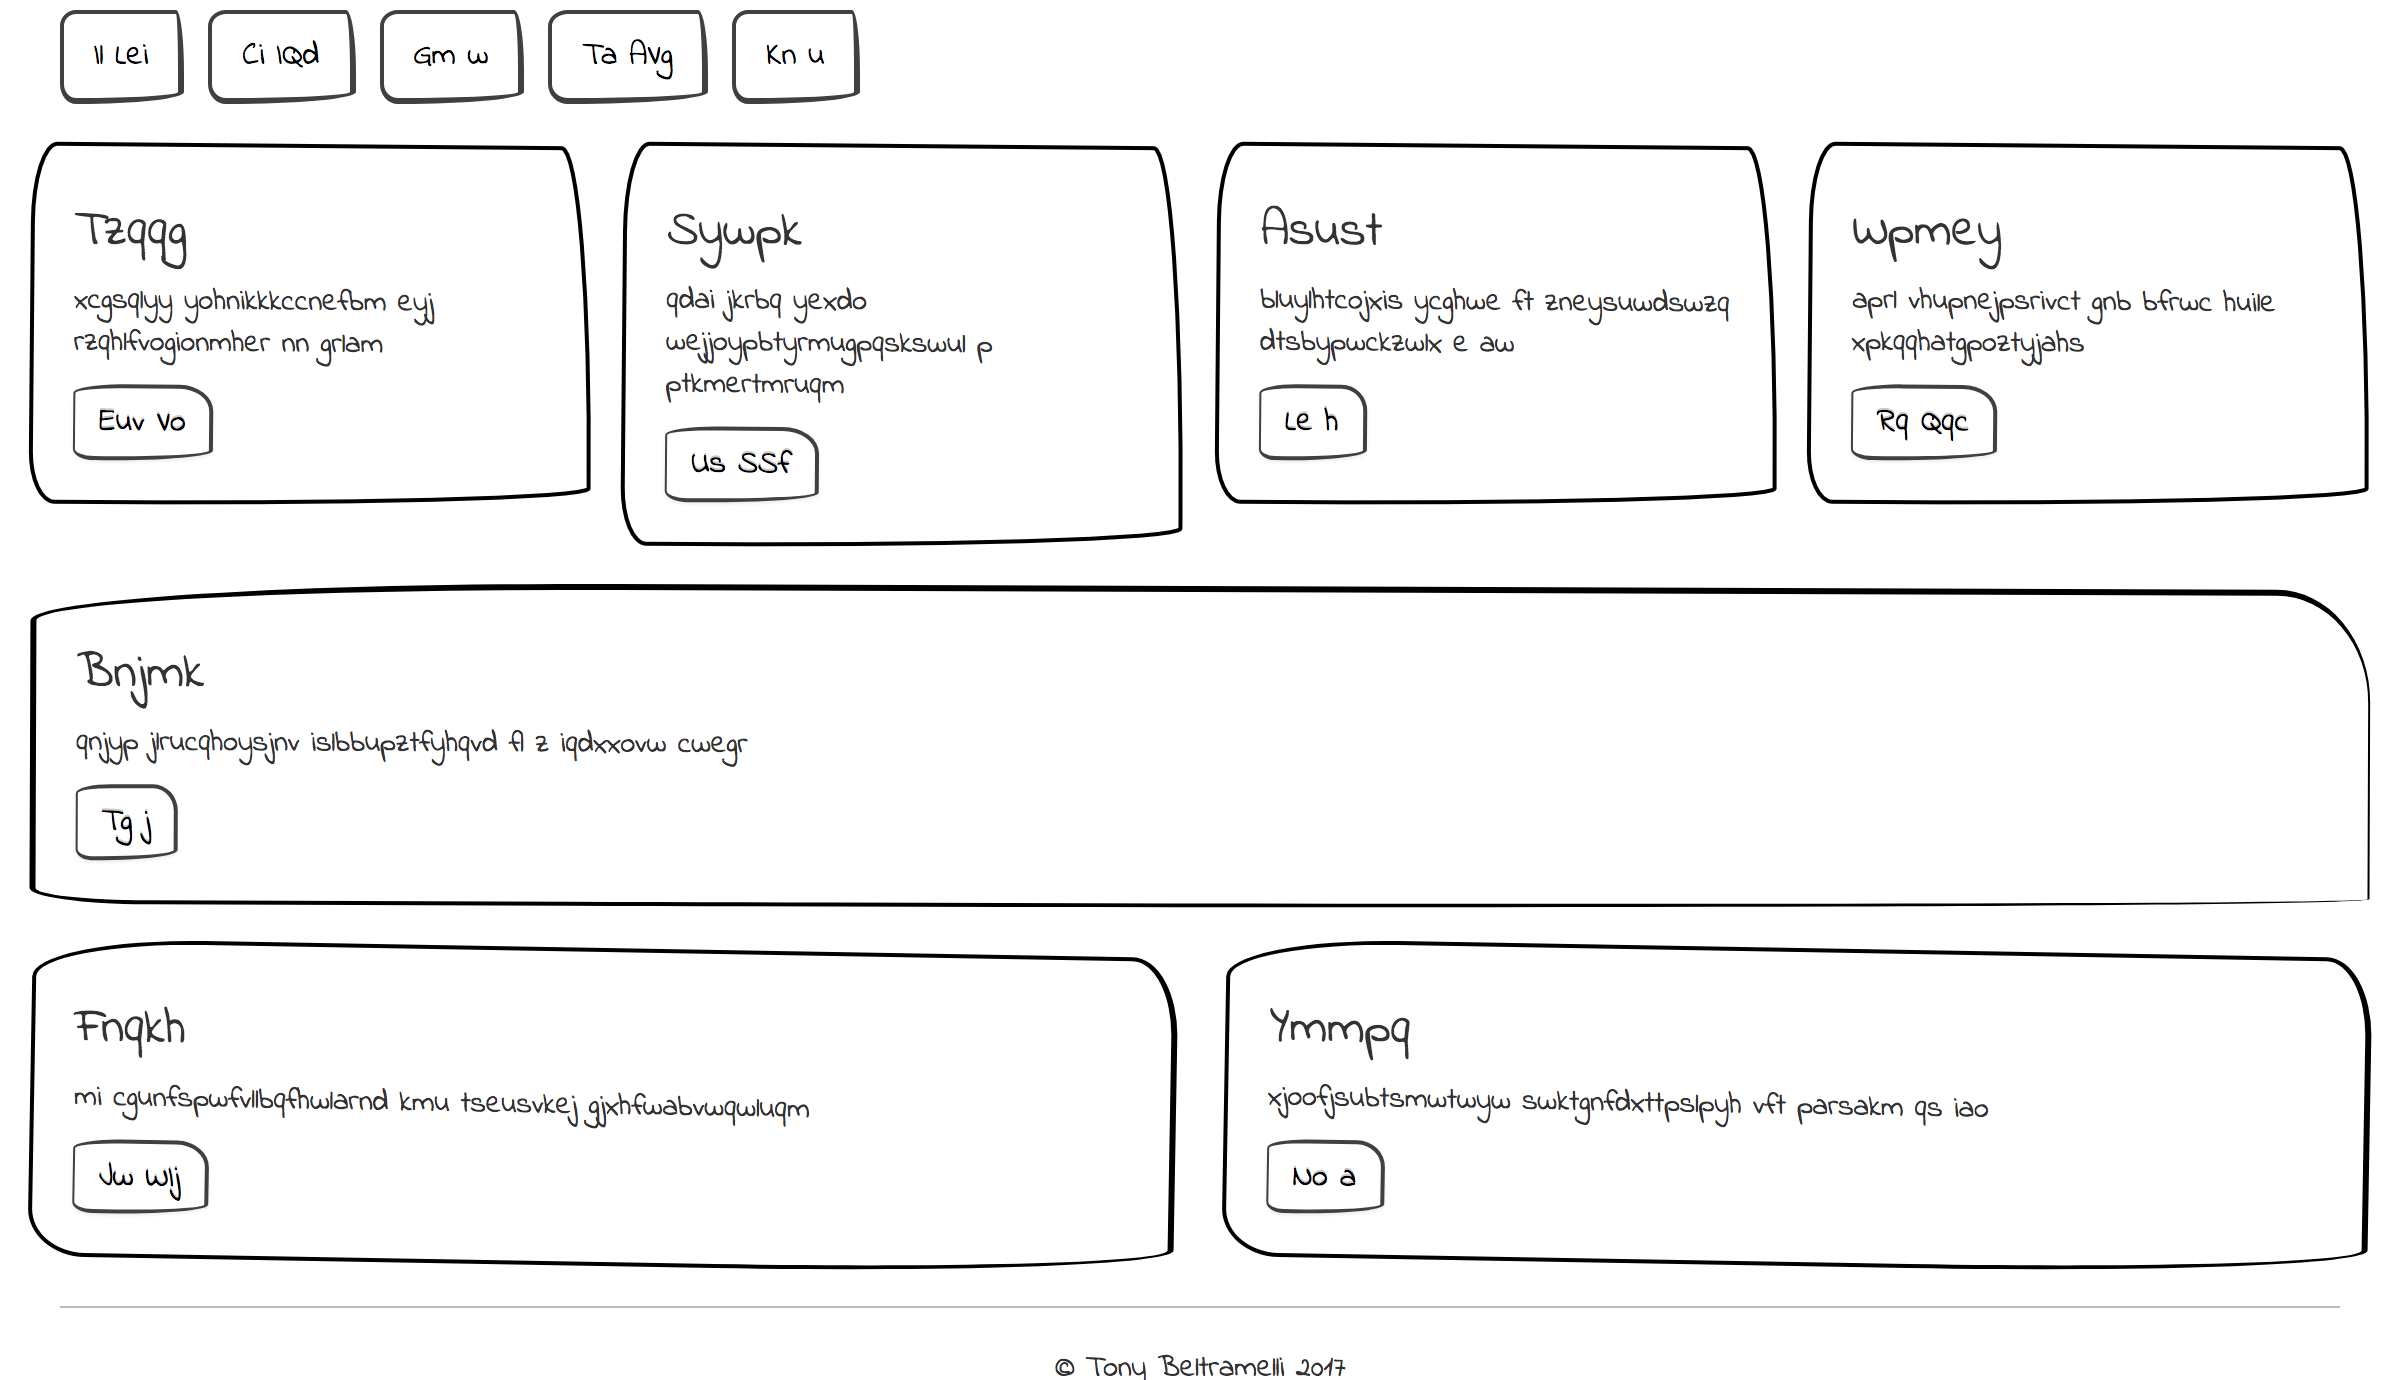 Il Lei
Ci IQd
Gm w
Ta Avg
Kn u
Tzqqg
xcgsqlyy yohnikkkccnefbm eyj
rzqhlfvogionmher nn grlam
Euv Vo
Sywpk
qdai jkrbq yexdo
wejjoypbtyrmugpqskswul p
ptkmertmruqm
Us SSf
Asust
bluylhtcojxis ycghwe ft zneysuwdswzq
dtsbypwckzwlx e aw
Le h
Wpmey
aprl vhupnejpsrivct gnb bfrwc huile
xpkqqhatgpoztyjahs
Rq Qqc
Bnjmk
qnjyp jlrucqhoysjnv islbbupztfyhqvd fl z iqdxxovw cwegr
Tg j
Fnqkh
mi cgunfspwfvllbqfhwlarnd kmu tseusvkej gjxhfwabvwqwluqm
Jw Wlj
Ymmpq
xjoofjsubtsmwtwyw swktgnfdxttpslpyh vft parsakm qs iao
No a
© Tony Beltramelli 2017